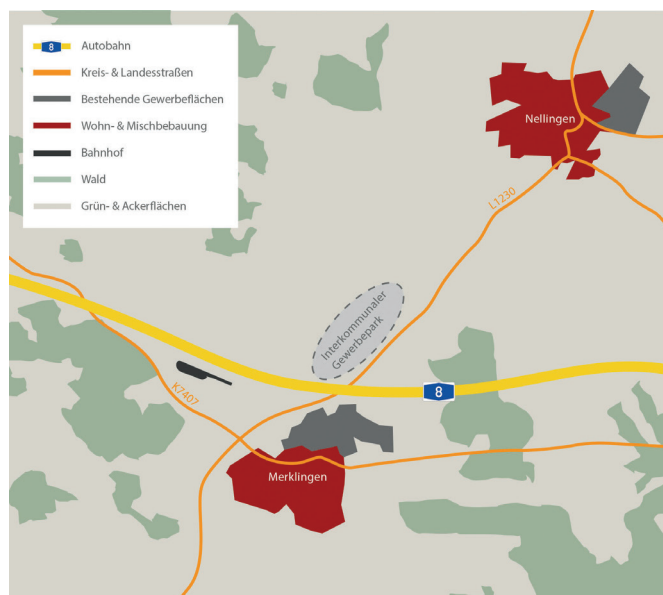 8 Autobahn
Kreis- & Landesstraßen
Bestehende Gewerbeflächen
Wohn- & Mischbebauung
Bahnhof
Wald
Grün- & Ackerflächen
Nellingen
L1230
Interkommunaler
Gewerbepark
K7407
8
Merklingen